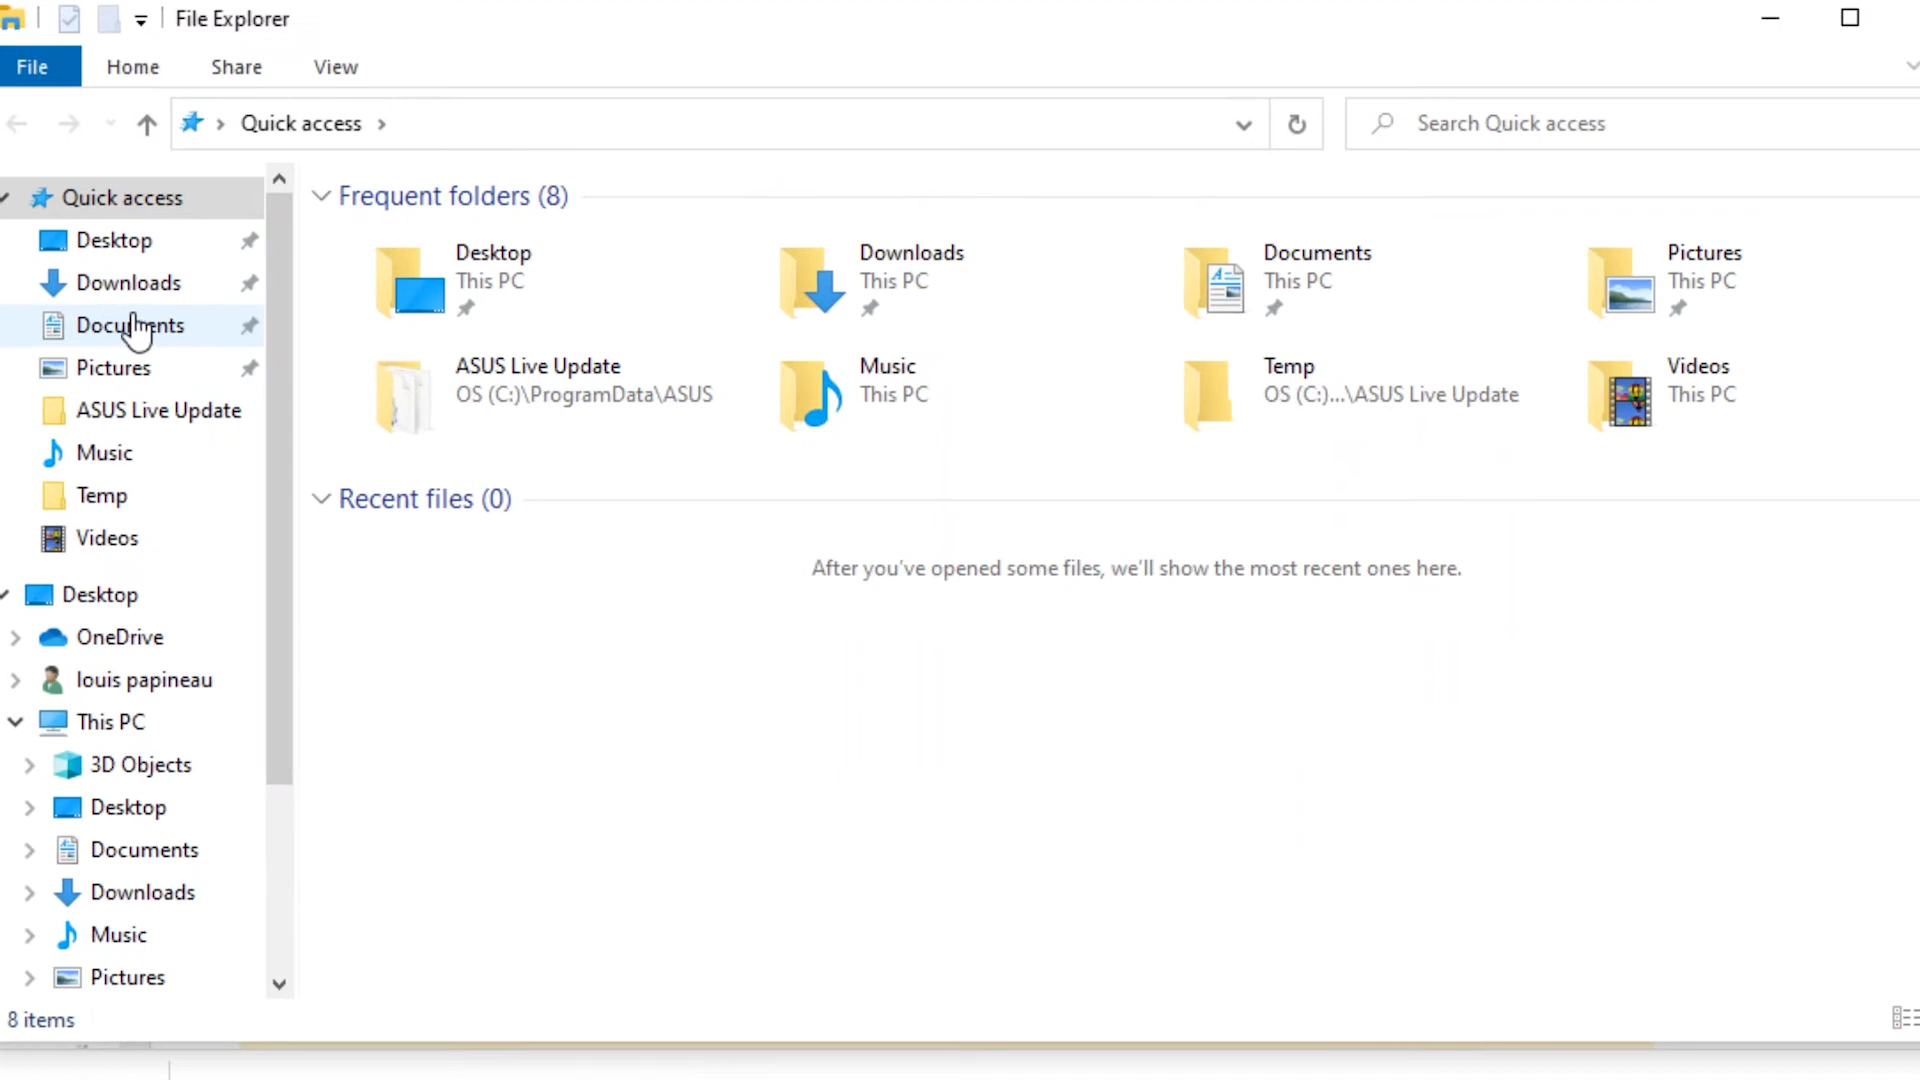 File Explorer
File Home Share View
Quick access
Search Quick access
Quick access
Desktop
Downloads
Documents
Pictures
ASUS Live Update
Music
Temp
Videos
Desktop
OneDrive
louis papineau
This PC
3D Objects
Desktop
Documents
Downloads
Music
Pictures
Frequent folders (8)
Desktop
This PC
Downloads
This PC
Documents
This PC
Pictures
This PC
ASUS Live Update
OS (C:)\ProgramData\ASUS
Music
This PC
Temp
OS (C:)...\ASUS Live Update
Videos
This PC
Recent files (0)
After you've opened some files, we'll show the most recent ones here.
8 items